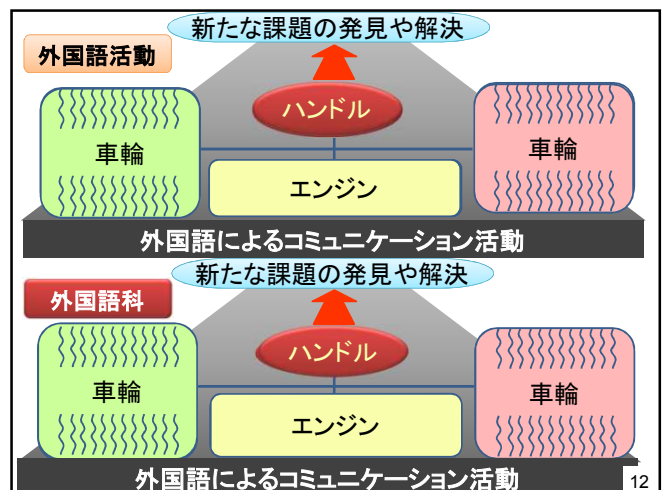 新たな課題の発見や解決
外国語活動
ハンドル
車輪
車輪
エンジン
外国語によるコミュニケーション活動
新たな課題の発見や解決
外国語科
ハンドル
車輪
車輪
エンジン
外国語によるコミュニケーション活動
12